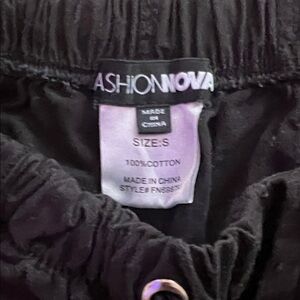 ASHIONNOVA
MADE
IN
CHINA
SIZE:S
100%COTTON
MADE IN CHINA
STYLE#